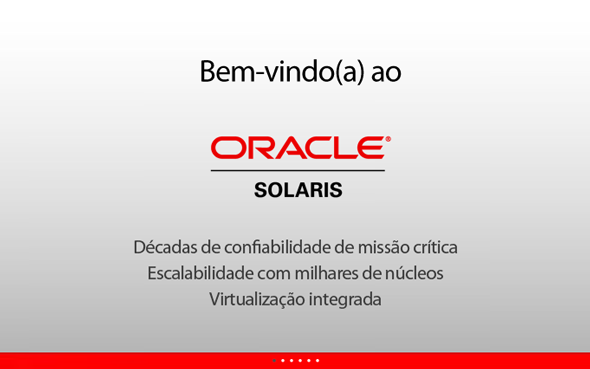 Bem-vindo(a) ao
ORACLE®
SOLARIS
Décadas de confiabilidade de missão crítica
Escalabilidade com milhares de núcleos
Virtualização integrada